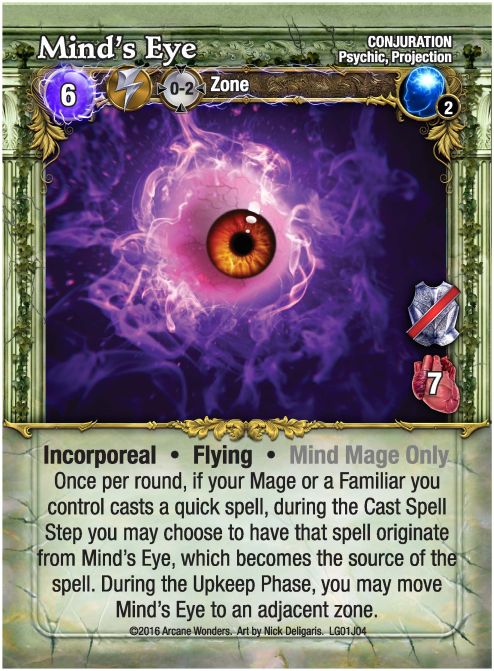 Mind's Eye
CONJURATION
Psychic, Projection
6
0-2
Zone
2
7
Incorporeal • Flying • Mind Mage Only
Once per round, if your Mage or a Familiar you
control casts a quick spell, during the Cast Spell
Step you may choose to have that spell originate
from Mind's Eye, which becomes the source of the
spell. During the Upkeep Phase, you may move
Mind's Eye to an adjacent zone.
©2016 Arcane Wonders. Art by Nick Deligaris. LG01J04